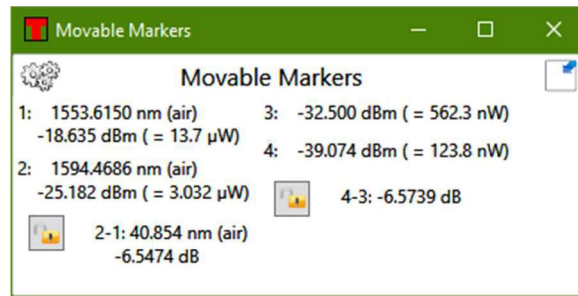 Movable Markers
Movable Markers
1: 1553.6150 nm (air)
-18.635 dBm ( = 13.7 µW)
2: 1594.4686 nm (air)
-25.182 dBm ( = 3.032 µW)
2-1: 40.854 nm (air)
-6.5474 dB
3: -32.500 dBm ( = 562.3 nW)
4: -39.074 dBm ( = 123.8 nW)
4-3: -6.5739 dB